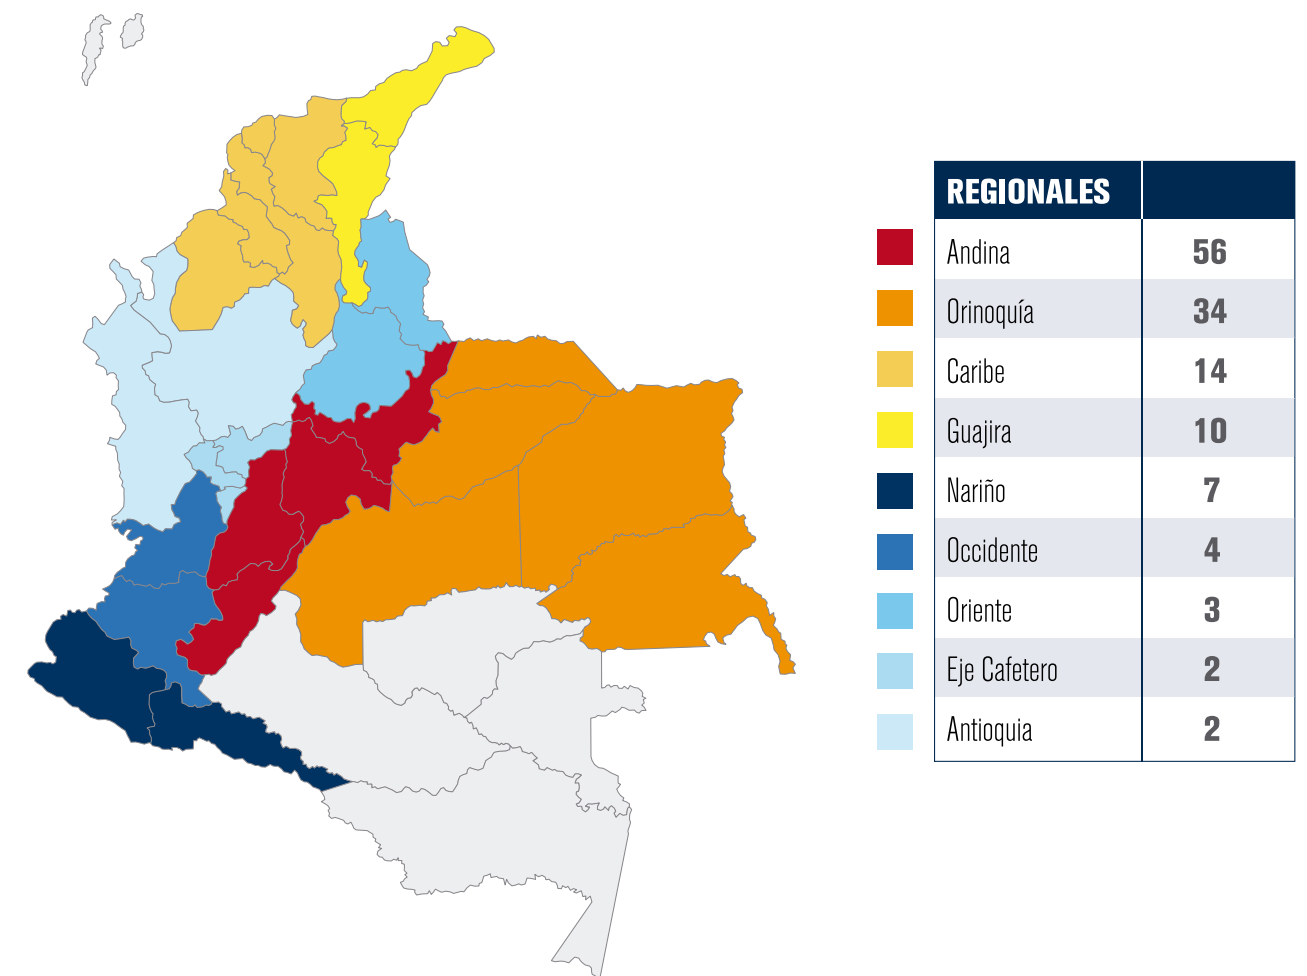 REGIONALES
Andina 56
Orinoquía 34
Caribe 14
Guajira 10
Nariño 7
Occidente 4
Oriente 3
Eje Cafetero 2
Antioquia 2